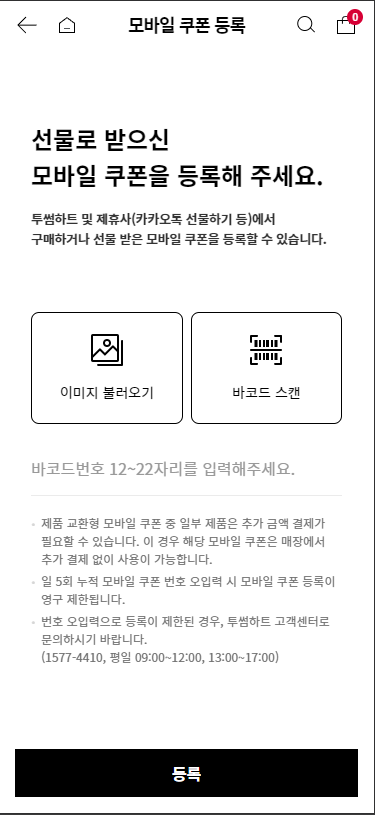 모바일 쿠폰 등록
0
선물로 받으신
모바일 쿠폰을 등록해 주세요.
투썸하트 및 제휴사(카카오톡 선물하기 등)에서
구매하거나 선물 받은 모바일 쿠폰을 등록할 수 있습니다.
이미지 불러오기
바코드 스캔
바코드번호 12~22자리를 입력해주세요.
· 제품 교환형 모바일 쿠폰 중 일부 제품은 추가 금액 결제가
필요할 수 있습니다. 이 경우 해당 모바일 쿠폰은 매장에서
추가 결제 없이 사용이 가능합니다.
· 일 5회 누적 모바일 쿠폰 번호 오입력 시 모바일 쿠폰 등록이
영구 제한됩니다.
· 번호 오입력으로 등록이 제한된 경우, 투썸하트 고객센터로
문의하시기 바랍니다.
(1577-4410, 평일 09:00~12:00, 13:00~17:00)
등록